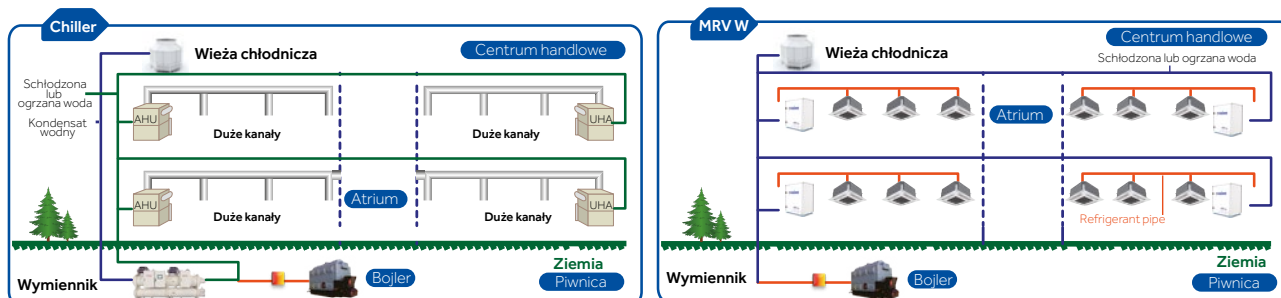 Chiller
Wieża chłodnicza
Centrum handlowe
Schłodzona
lub
ogrzana woda
Kondensat
wodny
AHU
Duże kanały
Duże kanały
UHA
Atrium
AHU
Duże kanały
Duże kanały
UHA
Ziemia
Wymiennik
Bojler
Piwnica
MRV W
Wieża chłodnicza
Centrum handlowe
Schłodzona lub ogrzana woda
Atrium
Refrigerant pipe
Ziemia
Wymiennik
Bojler
Piwnica